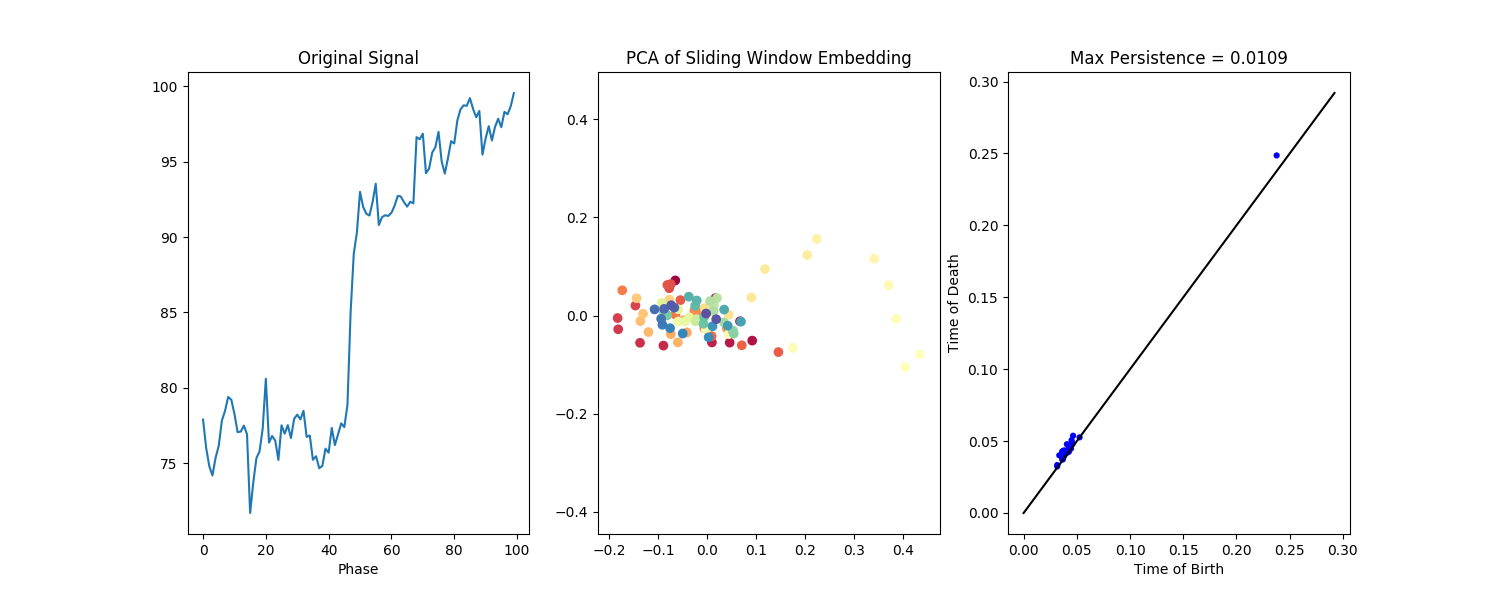 Original Signal
100
95
90
85
80
75
0 20 40 60 80 100
Phase
PCA of Sliding Window Embedding
0.4
0.2
0.0
−0.2
−0.4
−0.2 −0.1 0.0 0.1 0.2 0.3 0.4
Max Persistence = 0.0109
Time of Death
0.30
0.25
0.20
0.15
0.10
0.05
0.00
0.00 0.05 0.10 0.15 0.20 0.25 0.30
Time of Birth